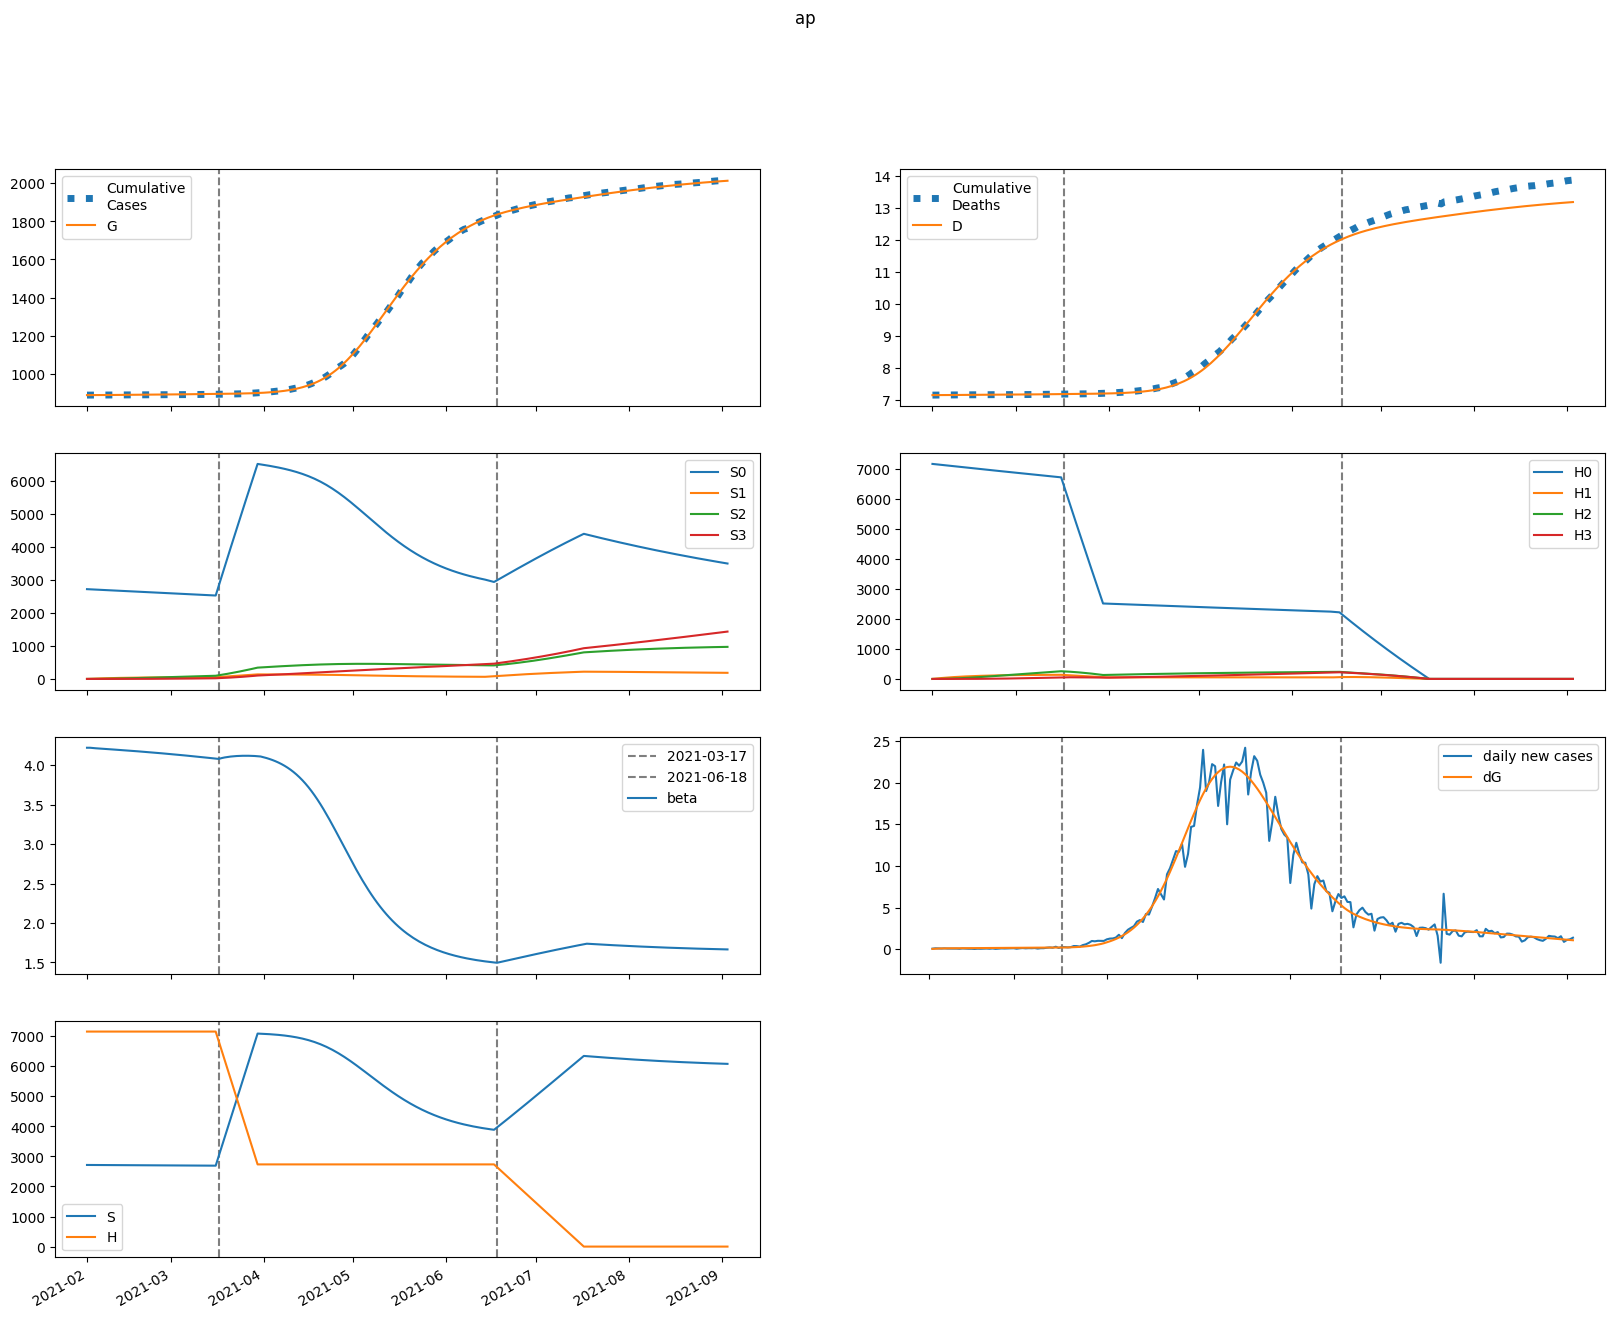 ap
2000
1800
1600
1400
1200
1000
Cumulative
Cases
G
14
13
12
11
10
9
8
7
Cumulative
Deaths
D
6000
5000
4000
3000
2000
1000
0
S0
S1
S2
S3
7000
6000
5000
4000
3000
2000
1000
0
H0
H1
H2
H3
4.0
3.5
3.0
2.5
2.0
1.5
2021-03-17
2021-06-18
beta
25
20
15
10
5
0
daily new cases
dG
7000
6000
5000
4000
3000
2000
1000
0
S
H
2021-02
2021-03
2021-04
2021-05
2021-06
2021-07
2021-08
2021-09